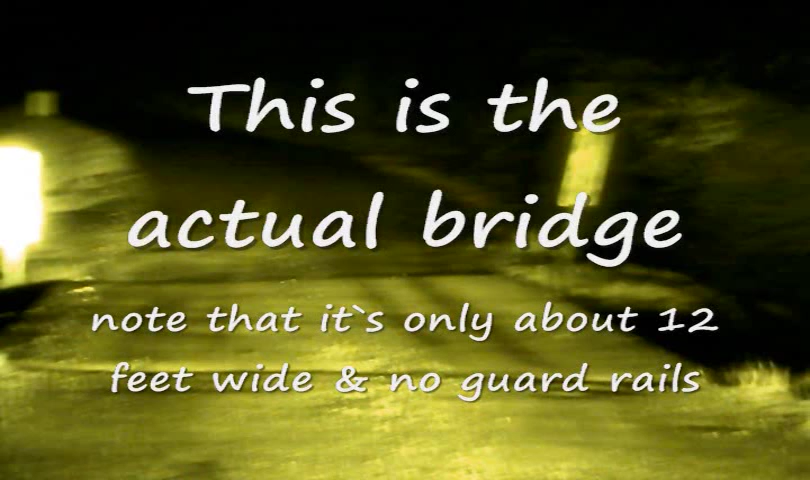 This is the
actual bridge
note that it`s only about 12
feet wide & no guard rails